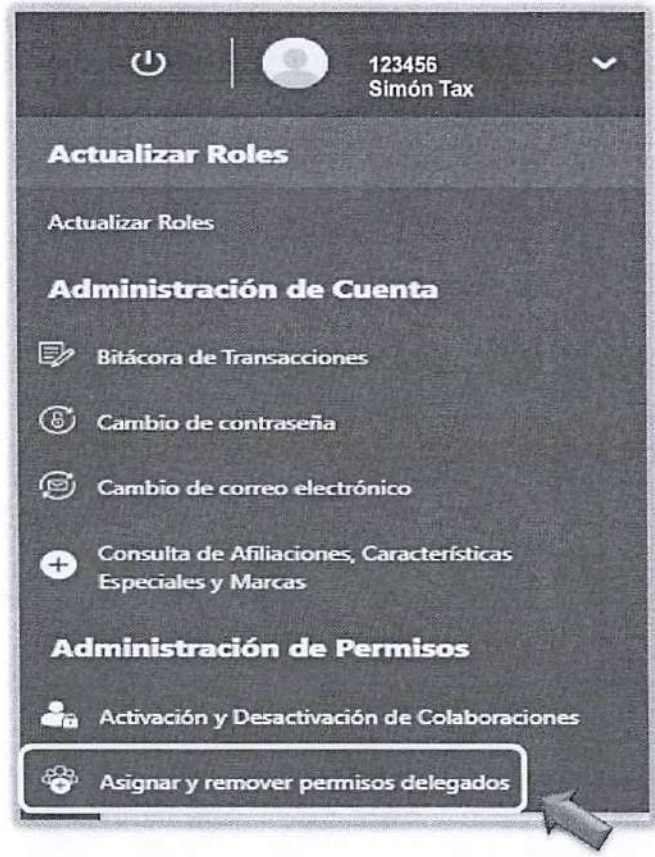 123456
Simón Tax
Actualizar Roles
Actualizar Roles
Administración de Cuenta
Bitácora de Transacciones
Cambio de contraseña
Cambio de correo electrónico
Consulta de Afiliaciones, Características
Especiales y Marcas
Administración de Permisos
Activación y Desactivación de Colaboraciones
Asignar y remover permisos delegados